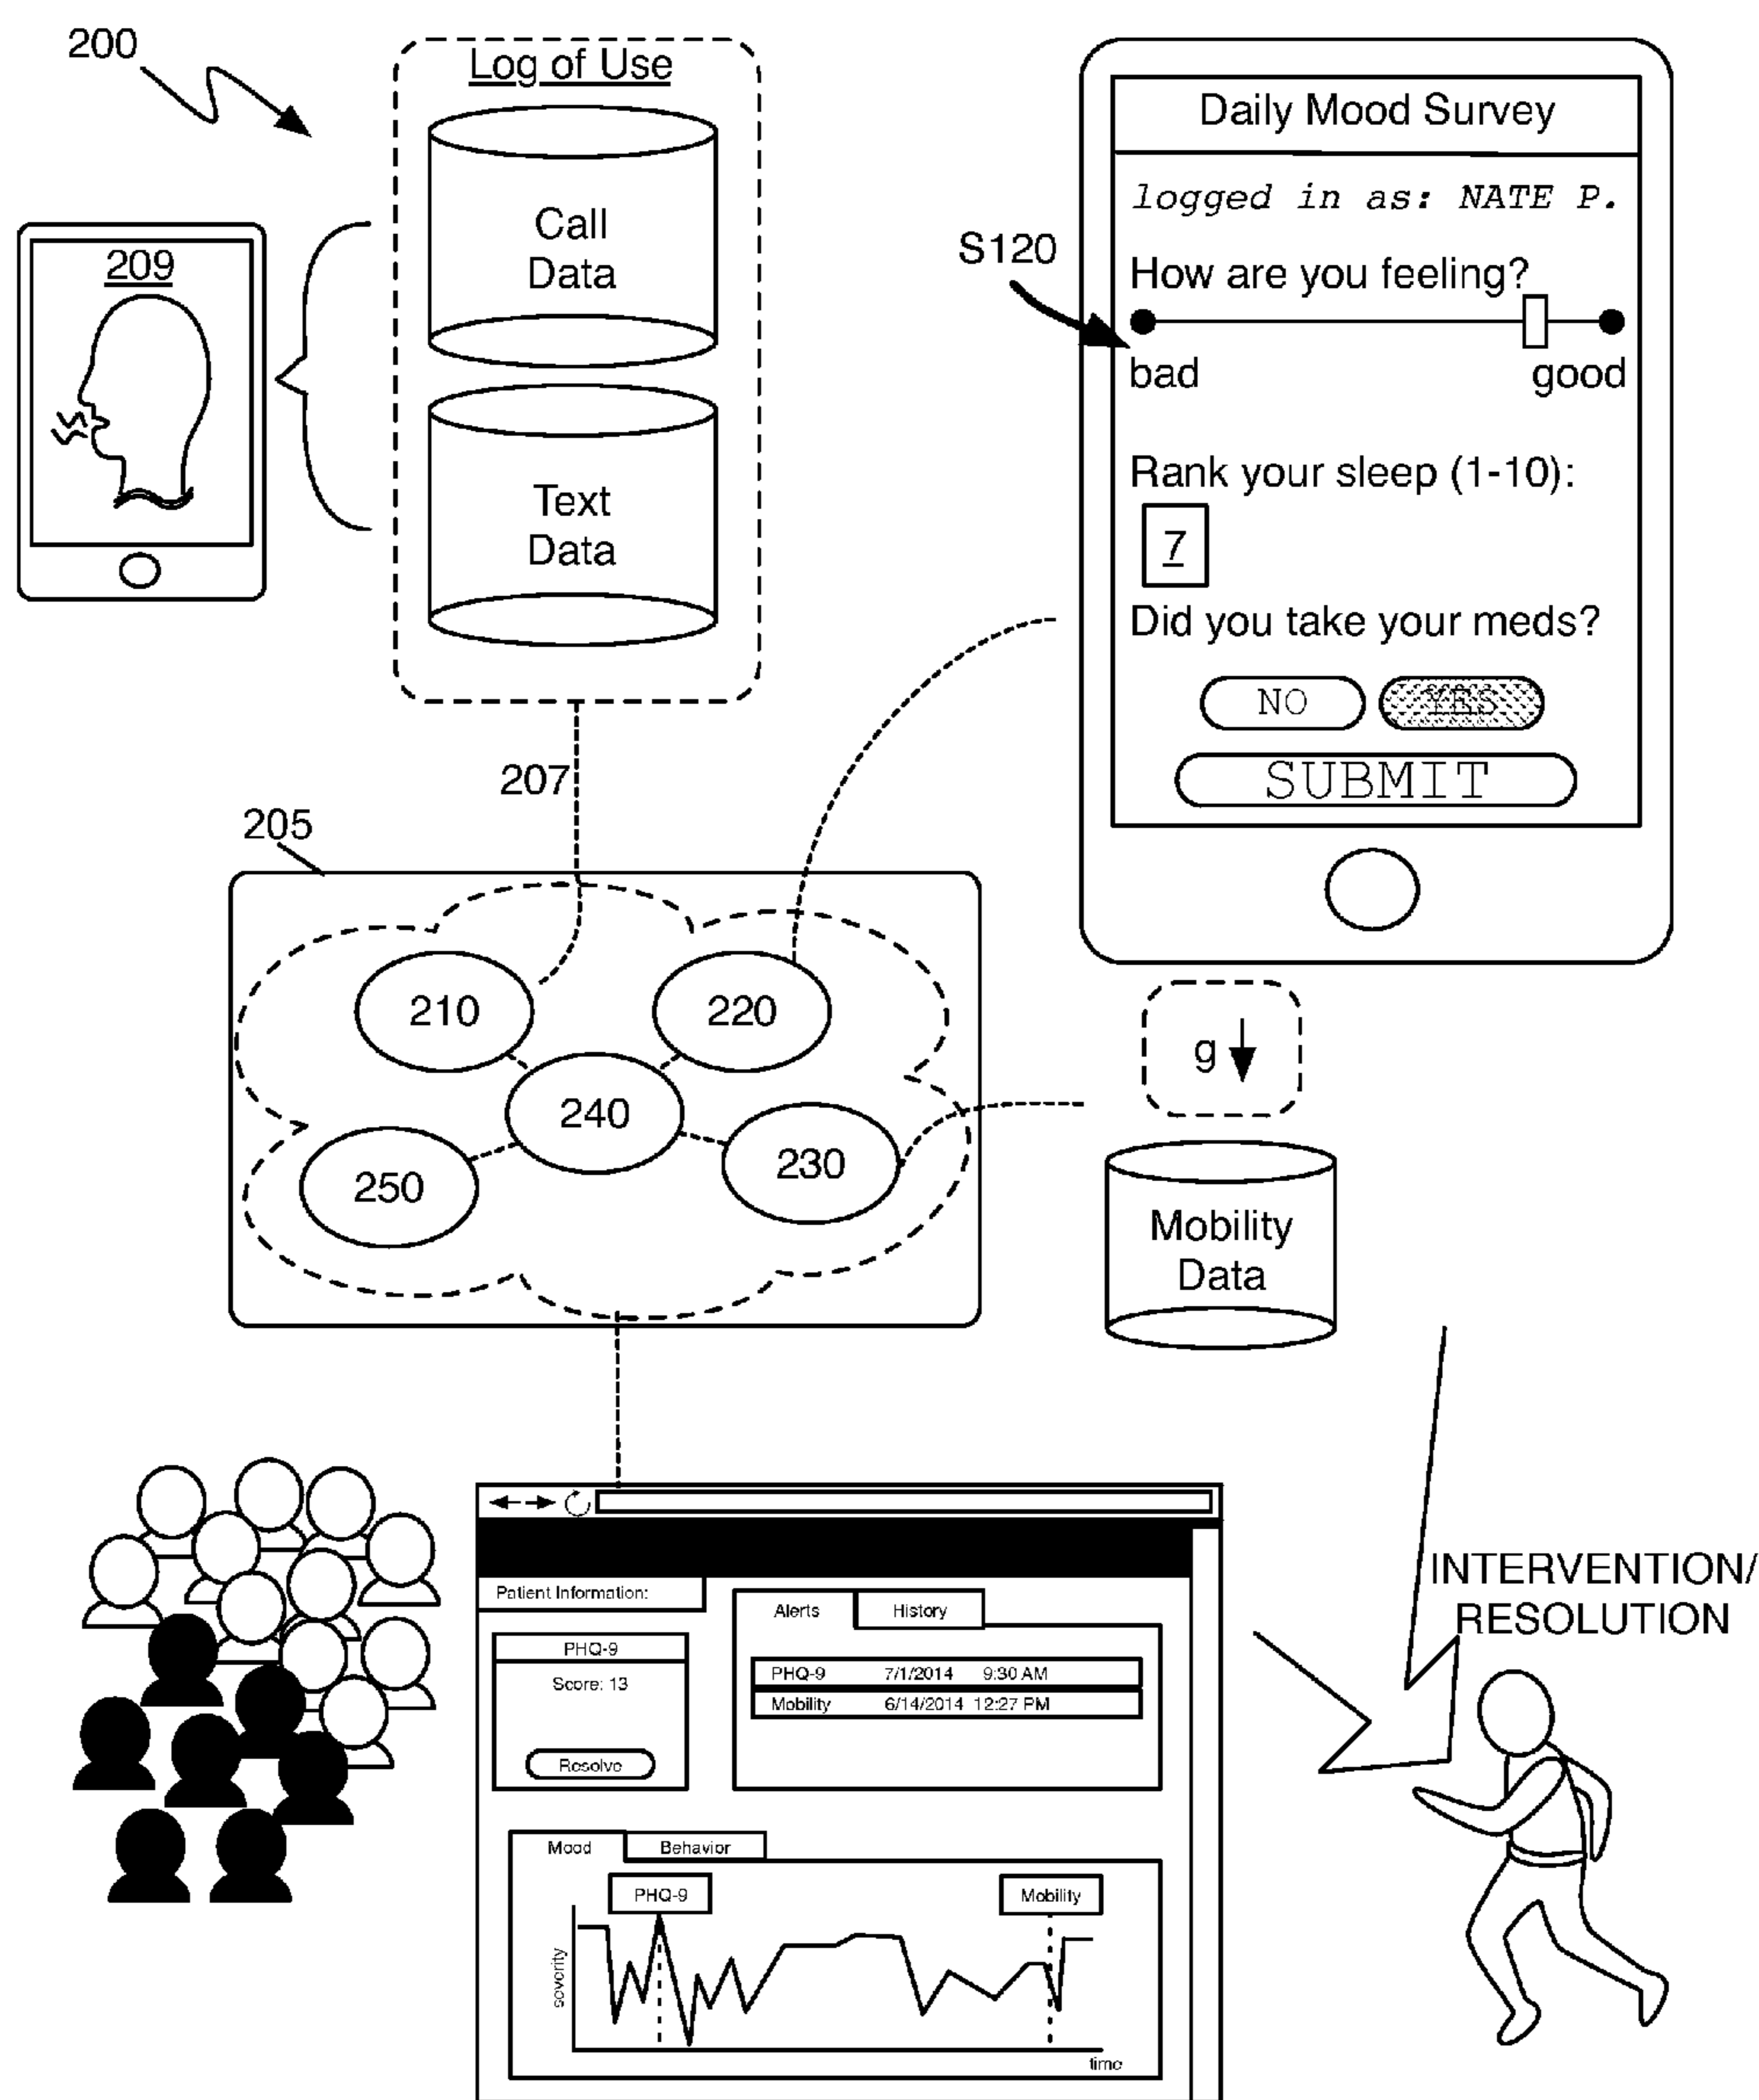 200
Log of Use
Call
Data
Text
Data
209
Daily Mood Survey
logged in as: NATE P.
S120
How are you feeling?
bad
good
Rank your sleep (1-10):
7
Did you take your meds?
NO
YES
SUBMIT
207
205
210
220
240
250
230
g
Mobility
Data
INTERVENTION/
RESOLUTION
Patient Information:
PHQ-9
Score: 13
Resolve
Alerts
History
PHQ-9 7/1/2014 9:30 AM
Mobility 6/14/2014 12:27 PM
Mood
Behavior
PHQ-9
Mobility
severity
time